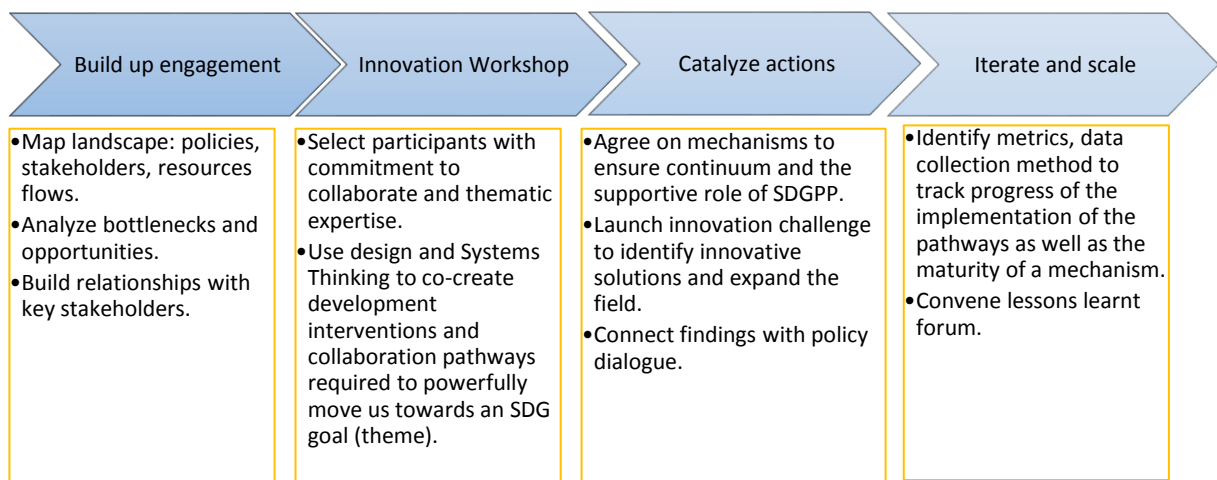 Build up engagement
Innovation Workshop
Catalyze actions
Iterate and scale
•Map landscape: policies,
stakeholders, resources
flows.
•Analyze bottlenecks and
opportunities.
•Build relationships with
key stakeholders.
•Select participants with
commitment to
collaborate and thematic
expertise.
•Use design and Systems
Thinking to co-create
development
interventions and
collaboration pathways
required to powerfully
move us towards an SDG
goal (theme).
•Agree on mechanisms to
ensure continuum and the
supportive role of SDGPP.
•Launch innovation challenge
to identify innovative
solutions and expand the
field.
•Connect findings with policy
dialogue.
•Identify metrics, data
collection method to
track progress of the
implementation of the
pathways as well as the
maturity of a mechanism.
•Convene lessons learnt
forum.